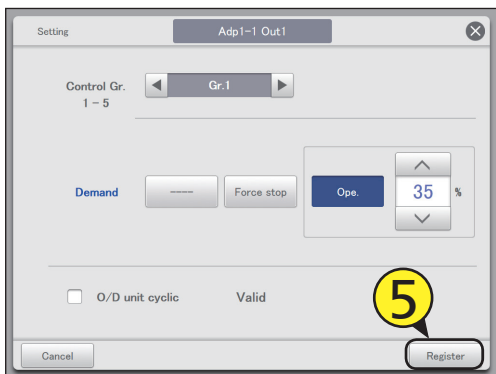 Setting
Adp1-1 Out1
Control Gr.
1 - 5
Gr.1
Demand
----
Force stop
Ope.
35
%
O/D unit cyclic
Valid
5
Cancel
Register